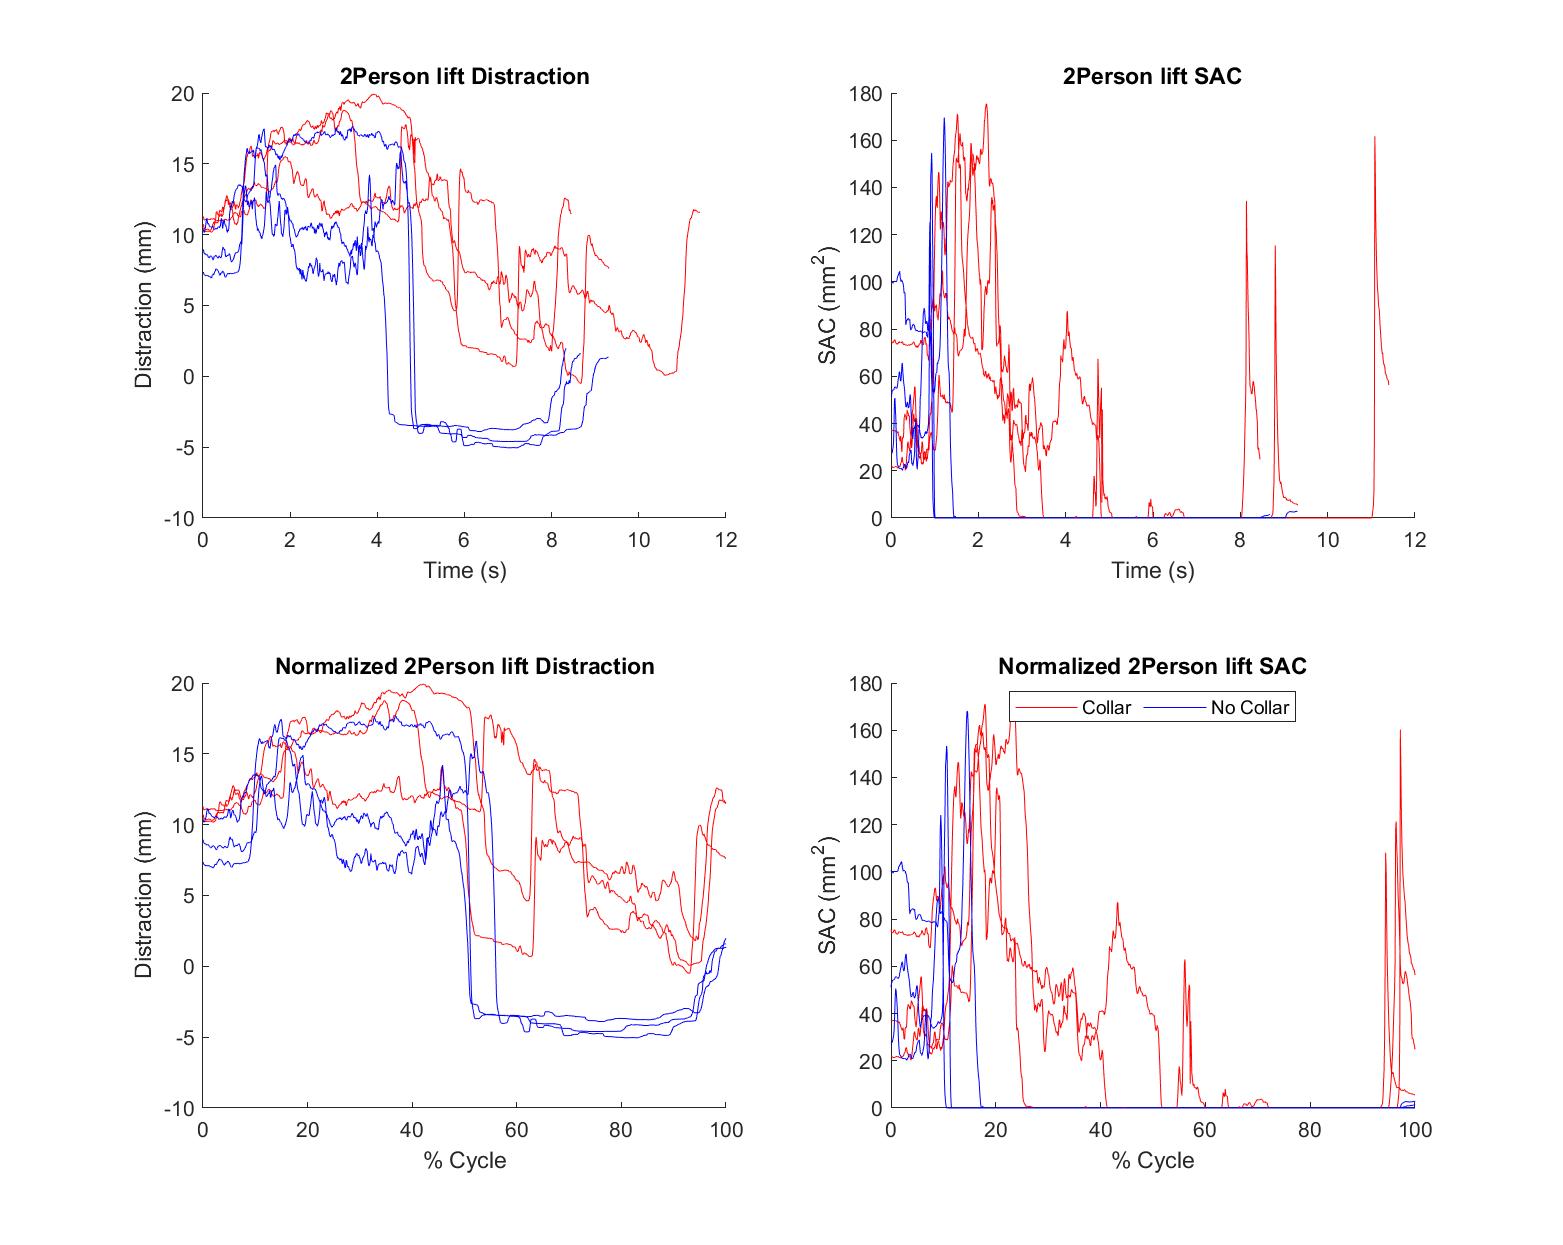 2Person lift Distraction
20
15
10
5
0
-5
-10
0 2 4 6 8 10 12
Distraction (mm)
Time (s)
2Person lift SAC
180
160
140
120
100
80
60
40
20
0
0 2 4 6 8 10 12
SAC (mm²)
Time (s)
Normalized 2Person lift Distraction
20
15
10
5
0
-5
-10
0 20 40 60 80 100
Distraction (mm)
% Cycle
Normalized 2Person lift SAC
Collar No Collar
180
160
140
120
100
80
60
40
20
0
0 20 40 60 80 100
SAC (mm²)
% Cycle